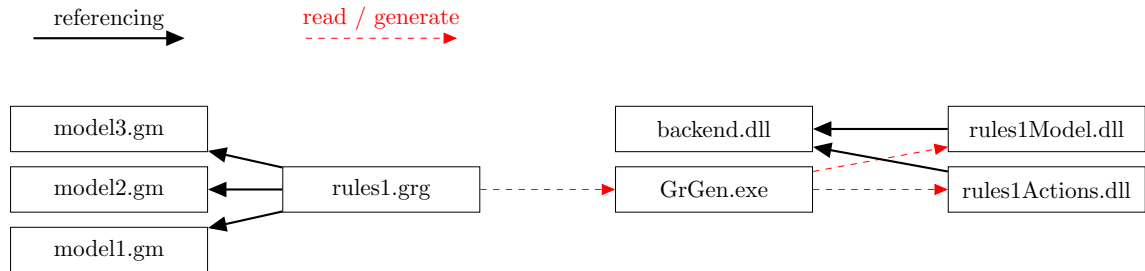 referencing
read / generate
model3.gm
backend.dll
rules1Model.dll
model2.gm
rules1.grg
GrGen.exe
rules1Actions.dll
model1.gm